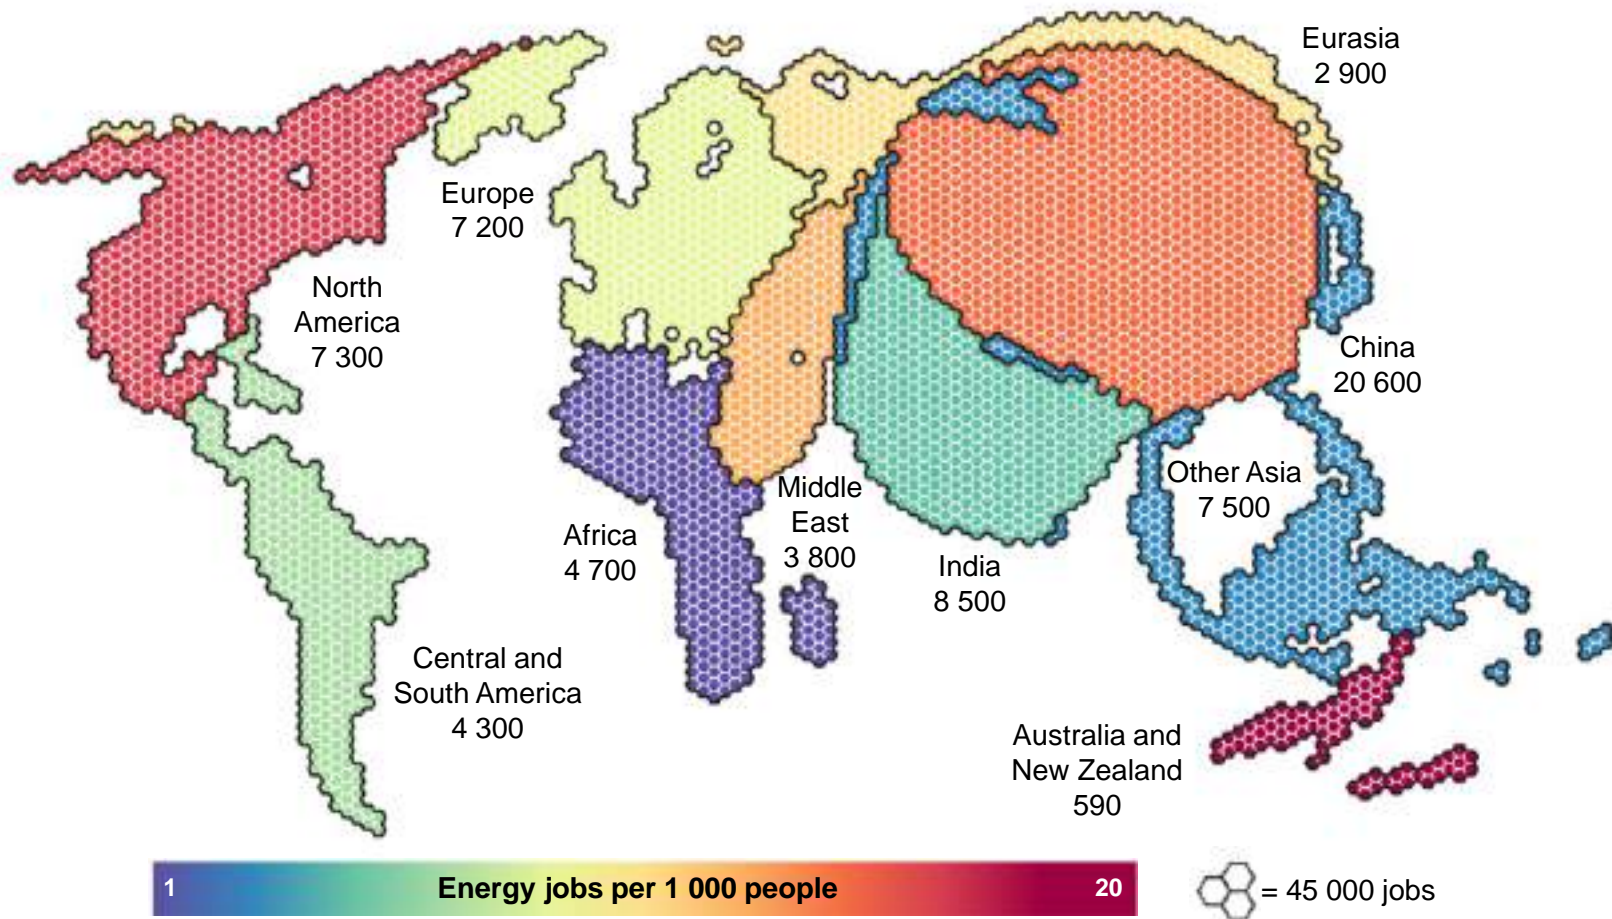 Eurasia
2 900
Europe
7 200
North
America
7 300
China
20 600
Other Asia
7 500
Middle
East
3 800
Africa
4 700
India
8 500
Central and
South America
4 300
Australia and
New Zealand
590
1
Energy jobs per 1 000 people
20
= 45 000 jobs